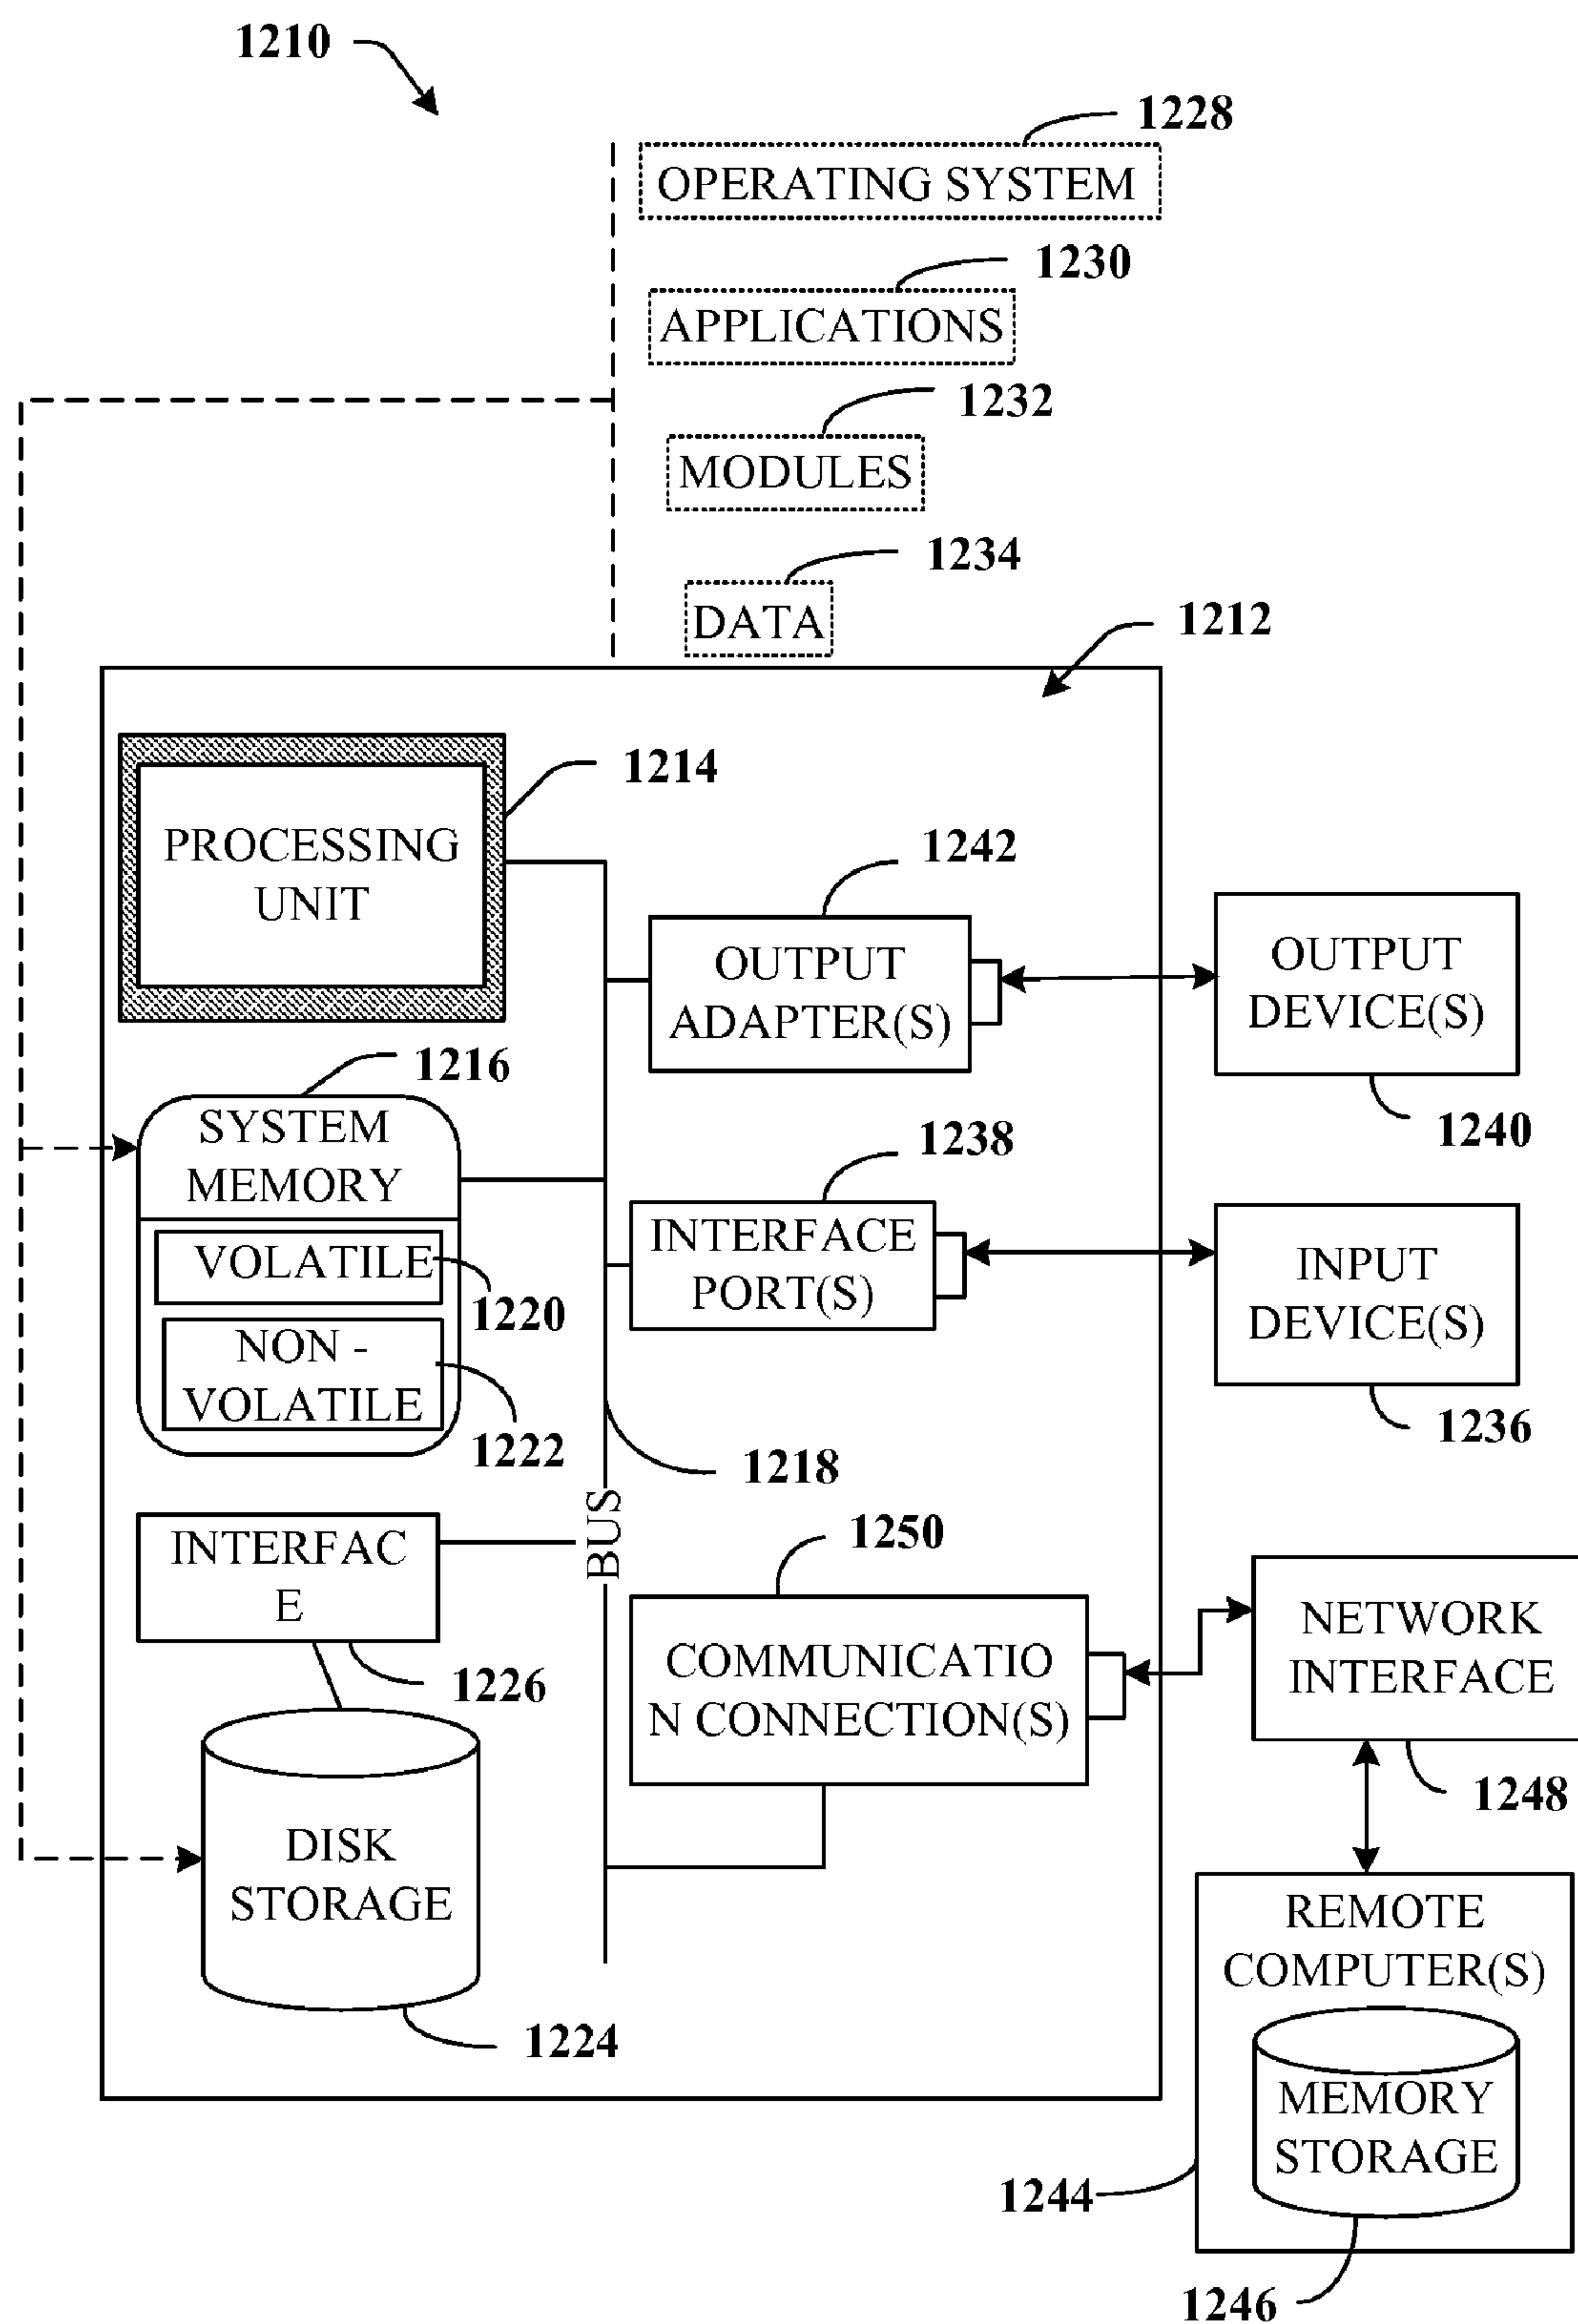 1210
1228
OPERATING SYSTEM
1230
APPLICATIONS
1232
MODULES
1234
DATA
1212
1214
PROCESSING
UNIT
1242
OUTPUT
ADAPTER(S)
OUTPUT
DEVICE(S)
1240
1216
SYSTEM
MEMORY
VOLATILE
1220
NON -
VOLATILE
1222
1238
INTERFACE
PORT(S)
INPUT
DEVICE(S)
1236
1218
BUS
INTERFAC
E
1226
1250
COMMUNICATIO
N CONNECTION(S)
NETWORK
INTERFACE
1248
DISK
STORAGE
1224
REMOTE
COMPUTER(S)
MEMORY
STORAGE
1244
1246